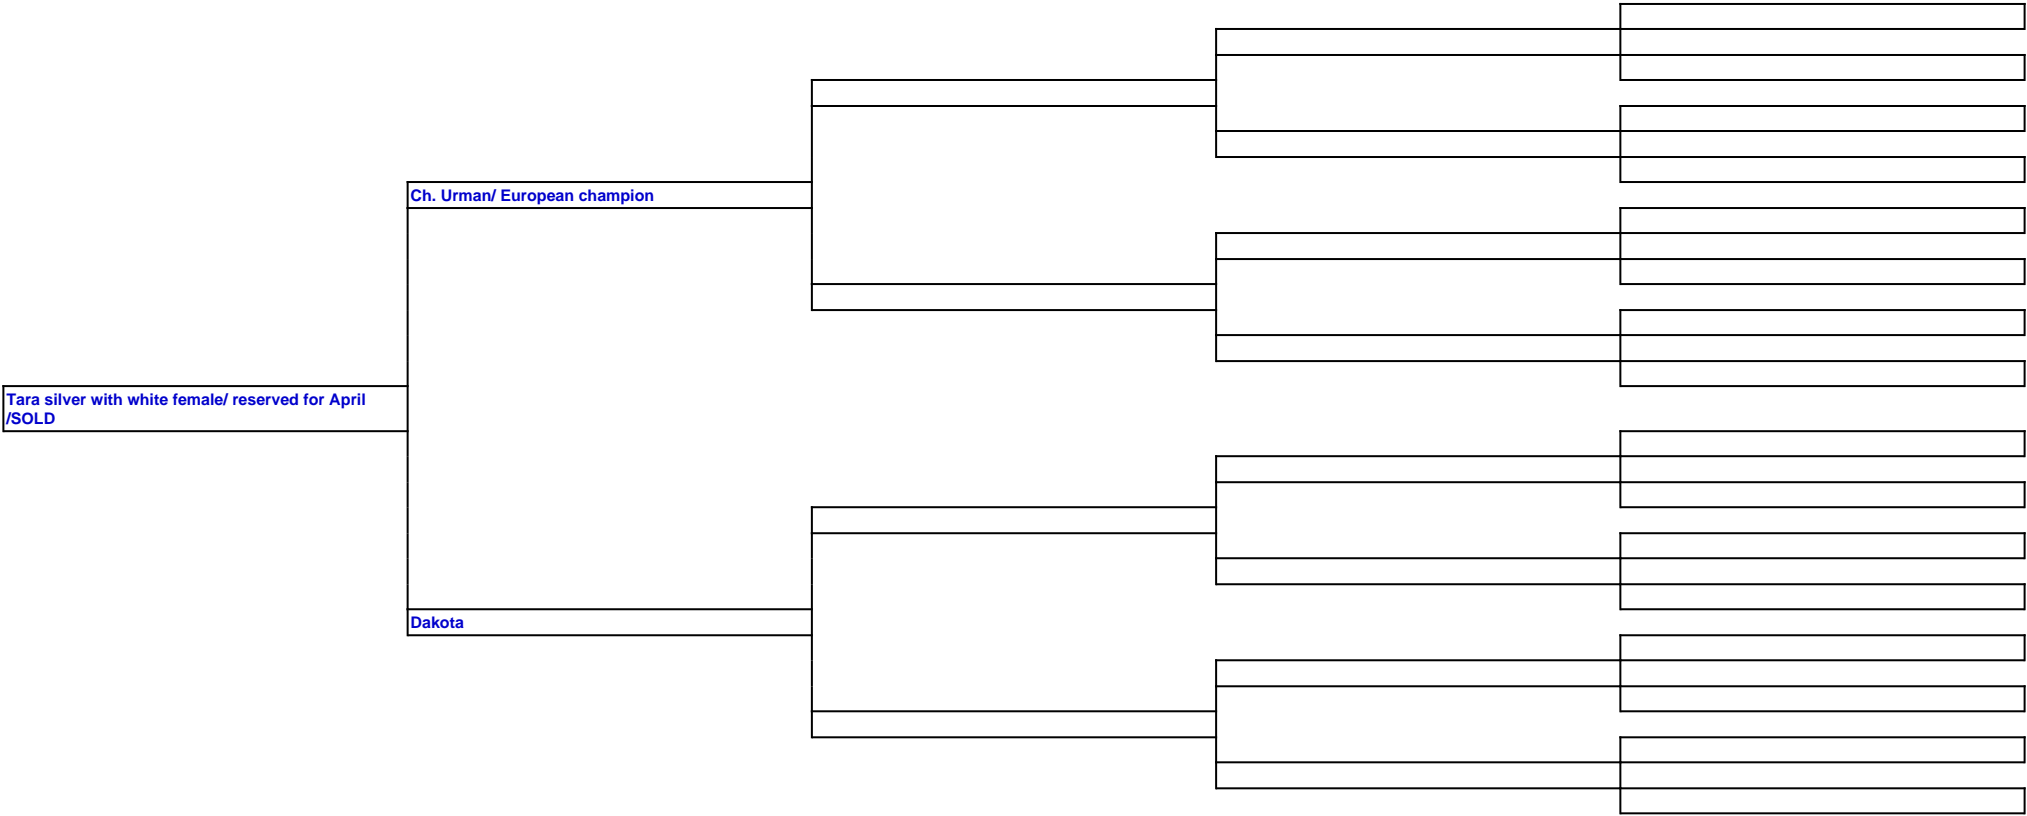 Ch. Urman/ European champion
Tara silver with white female/ reserved for April
/SOLD
Dakota